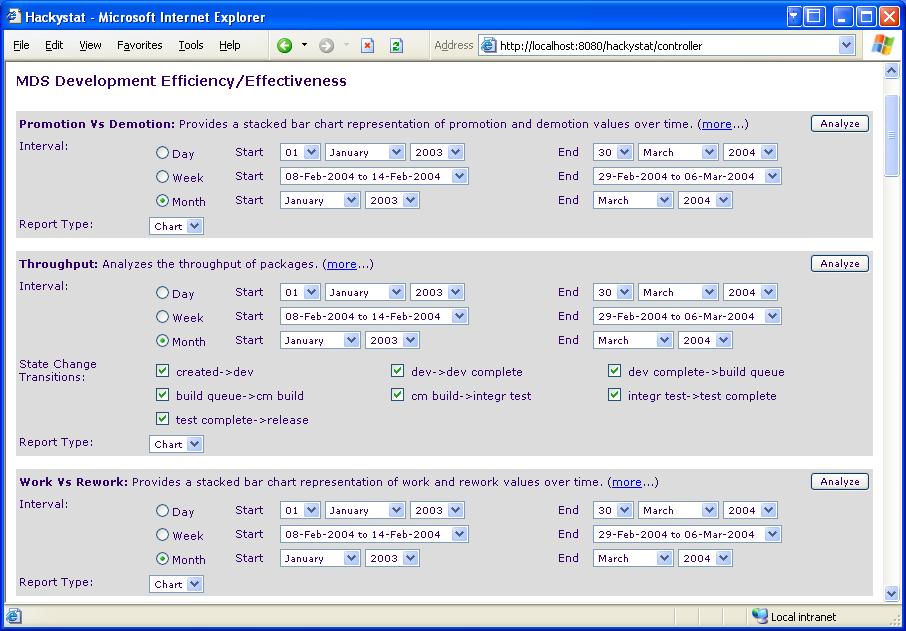 Hackystat - Microsoft Internet Explorer
File Edit View Favorites Tools Help Address http://localhost:8080/hackystat/controller
MDS Development Efficiency/Effectiveness
Promotion Vs Demotion: Provides a stacked bar chart representation of promotion and demotion values over time. (more...) Analyze
Interval:
Day Start 01 January 2003 End 30 March 2004
Week Start 08-Feb-2004 to 14-Feb-2004 End 29-Feb-2004 to 06-Mar-2004
Month Start January 2003 End March 2004
Report Type: Chart
Throughput: Analyzes the throughput of packages. (more...) Analyze
Interval:
Day Start 01 January 2003 End 30 March 2004
Week Start 08-Feb-2004 to 14-Feb-2004 End 29-Feb-2004 to 06-Mar-2004
Month Start January 2003 End March 2004
State Change
Transitions:
created->dev dev->dev complete dev complete->build queue
build queue->cm build cm build->integr test integr test->test complete
test complete->release
Report Type: Chart
Work Vs Rework: Provides a stacked bar chart representation of work and rework values over time. (more...) Analyze
Interval:
Day Start 01 January 2003 End 30 March 2004
Week Start 08-Feb-2004 to 14-Feb-2004 End 29-Feb-2004 to 06-Mar-2004
Month Start January 2003 End March 2004
Report Type: Chart
Local intranet